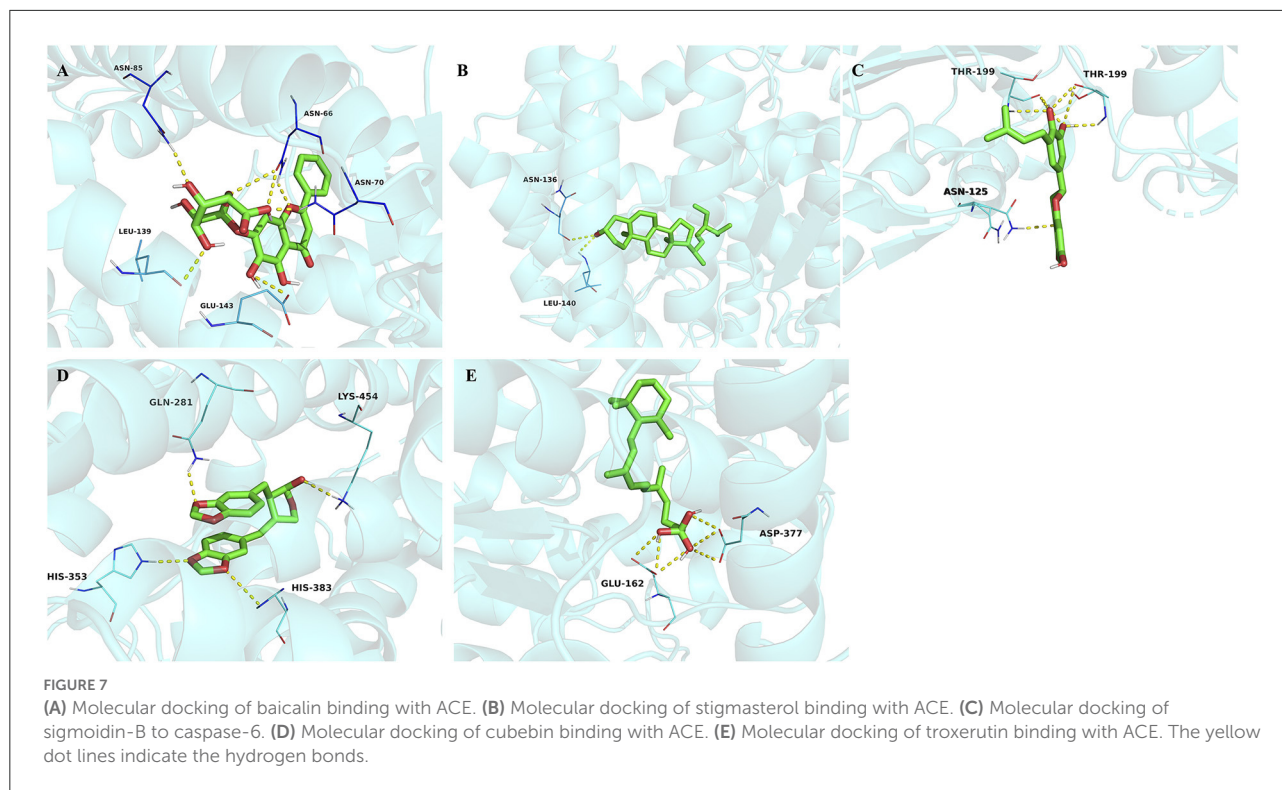 A
ASN-85
ASN-66
ASN-70
LEU-139
GLU-143
B
ASN-136
LEU-140
C
THR-199
THR-199
ASN-125
D
GLN-281
LYS-454
HIS-353
HIS-383
E
ASP-377
GLU-162
FIGURE 7
(A) Molecular docking of baicalin binding with ACE. (B) Molecular docking of stigmasterol binding with ACE. (C) Molecular docking of
sigmoidin-B to caspase-6. (D) Molecular docking of cubebin binding with ACE. (E) Molecular docking of troxerutin binding with ACE. The yellow
dot lines indicate the hydrogen bonds.